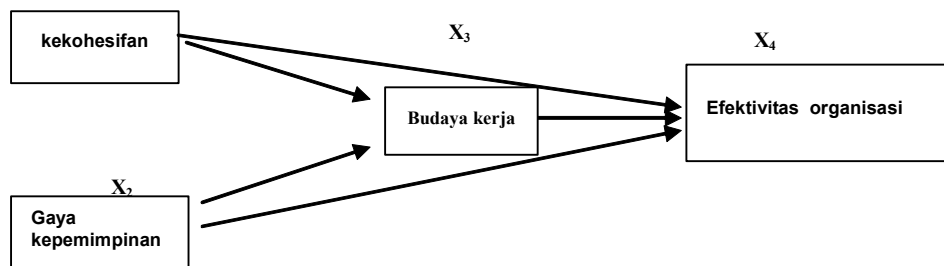 kekohesifan
X₃
X₄
Budaya kerja
Efektivitas organisasi
X₂
Gaya
kepemimpinan